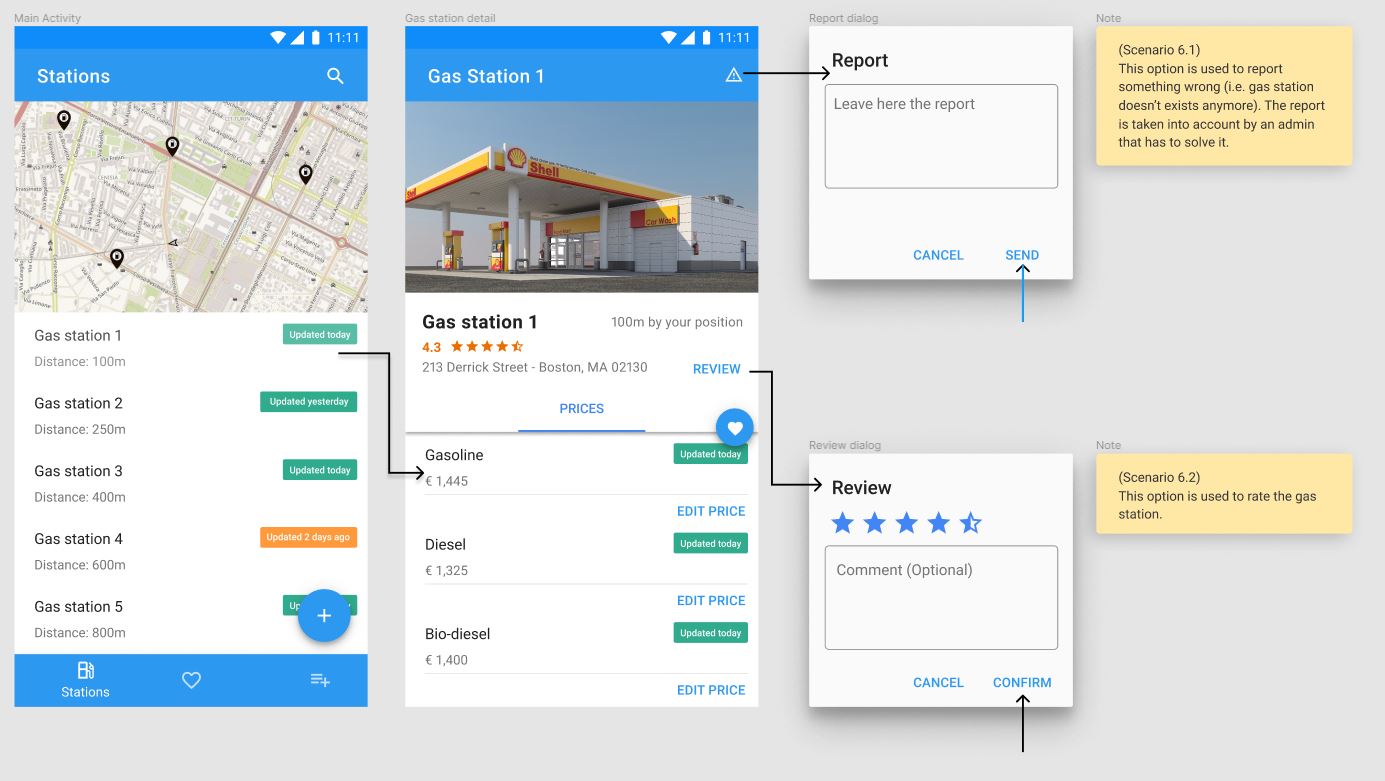 Main Activity
11:11
Stations
Gas station 1
Updated today
Distance: 100m
Gas station 2
Updated yesterday
Distance: 250m
Gas station 3
Updated today
Distance: 400m
Gas station 4
Updated 2 days ago
Distance: 600m
Gas station 5
Distance: 800m
Stations
Gas station detail
11:11
Gas Station 1
Shell
Car Wash
Gas station 1
100m by your position
4.3
213 Derrick Street - Boston, MA 02130
REVIEW
PRICES
Gasoline
Updated today
€ 1,445
EDIT PRICE
Diesel
Updated today
€ 1,325
EDIT PRICE
Bio-diesel
Updated today
€ 1,400
EDIT PRICE
Report dialog
Report
Leave here the report
CANCEL
SEND
Note
(Scenario 6.1)
This option is used to report
something wrong (i.e. gas station
doesn't exists anymore). The report
is taken into account by an admin
that has to solve it.
Review dialog
Review
Comment (Optional)
CANCEL
CONFIRM
Note
(Scenario 6.2)
This option is used to rate the gas
station.